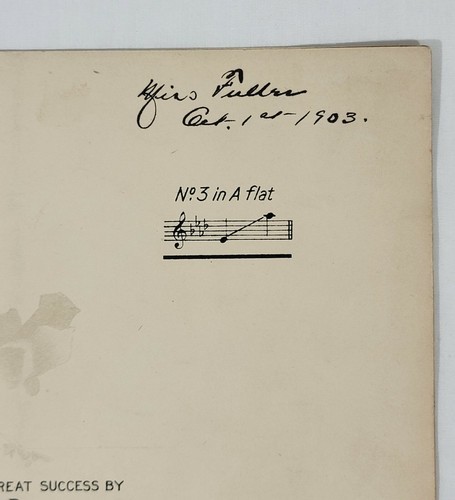 Miss Fuller
Oct. 1st 1903.
No. 3 in A flat
REAT SUCCESS BY